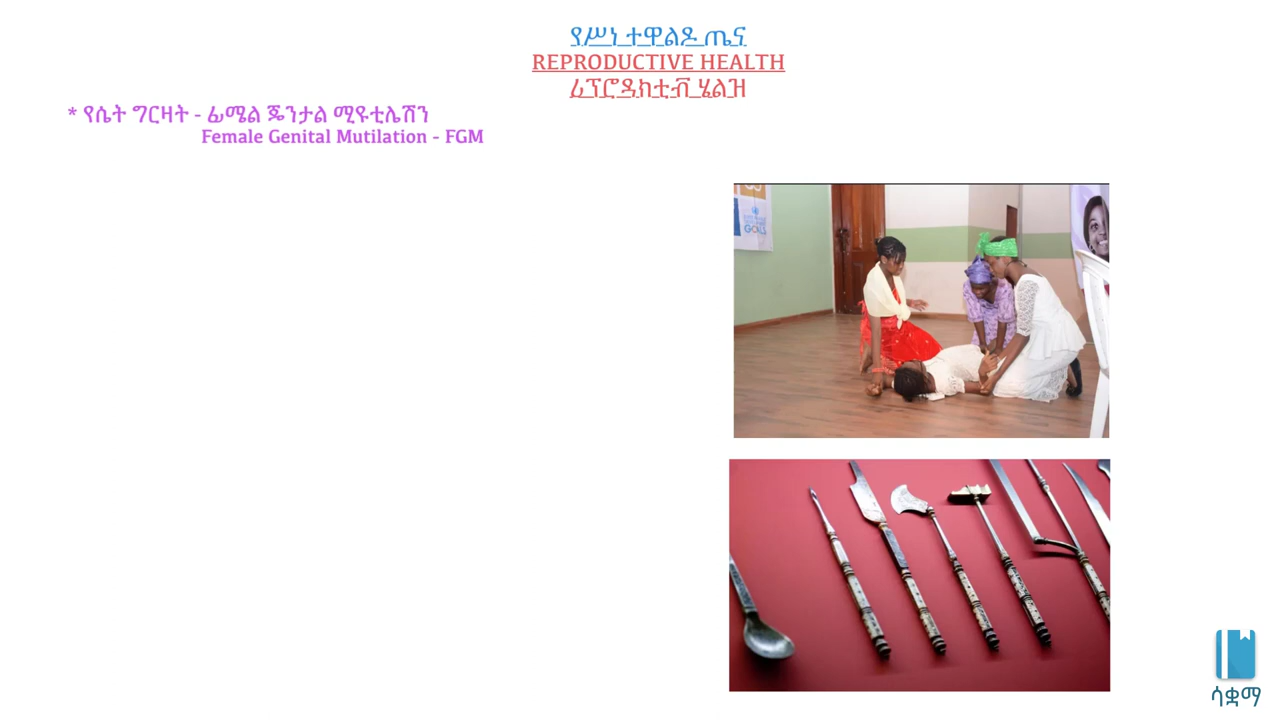 የሥነ ተዋልዶ ጤና
REPRODUCTIVE HEALTH
ሪፕሮዳክቲቭ ሄልዝ
* የሴት ግርዛት - ፊሜል ጄንታል ሚዩቲሌሽን
Female Genital Mutilation - FGM
ሳቋማ